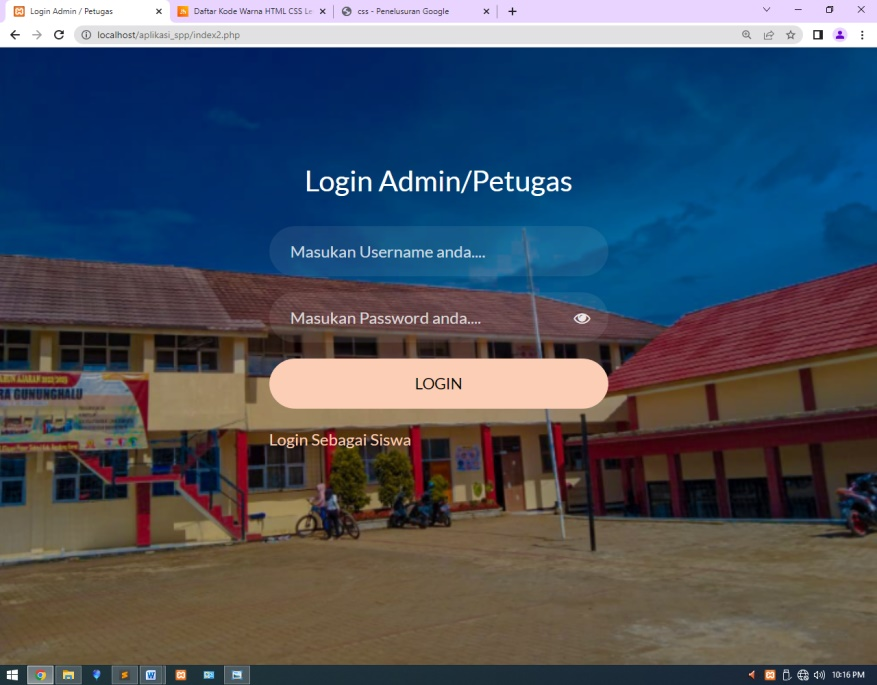 Login Admin / Petugas
Daftar Kode Warna HTML CSS Le
css - Penelusuran Google
localhost/aplikasi_spp/index2.php
Login Admin/Petugas
Masukan Username anda....
Masukan Password anda....
LOGIN
Login Sebagai Siswa
GUNUNGHALU
10:16 PM